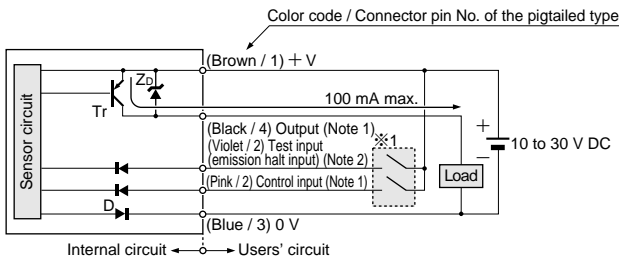 Color code / Connector pin No. of the pigtailed type
(Brown / 1) + V
ZD
Tr
100 mA max.
(Black / 4) Output (Note 1)
※1
(Violet / 2) Test input
(emission halt input) (Note 2)
+
10 to 30 V DC
−
Sensor circuit
Load
(Pink / 2) Control input (Note 1)
D
(Blue / 3) 0 V
Internal circuit
Users' circuit